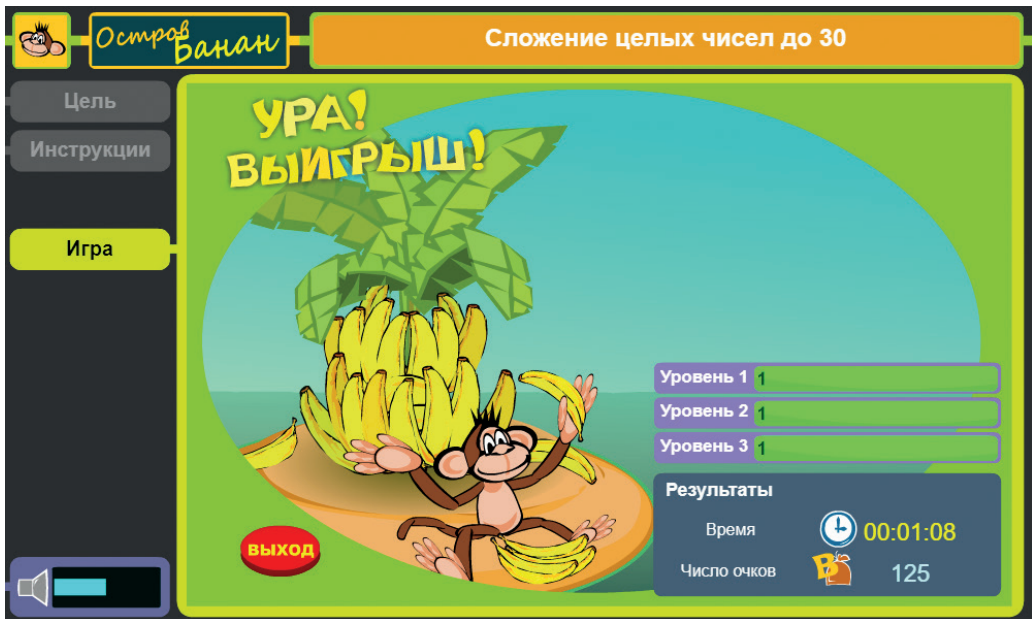 Остров
Банан
Сложение целых чисел до 30
Цель
Инструкции
Игра
УРА!
ВЫИГРЫШ!
Уровень 1 1
Уровень 2 1
Уровень 3 1
Результаты
Время 00:01:08
Число очков В 125
ВЫХОД